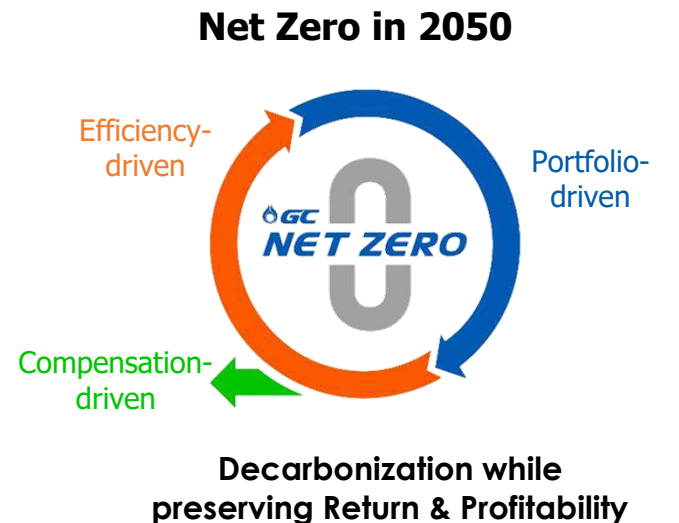 Net Zero in 2050
Efficiency-
driven
Portfolio-
driven
GC
NET ZERO
Compensation-
driven
Decarbonization while
preserving Return & Profitability